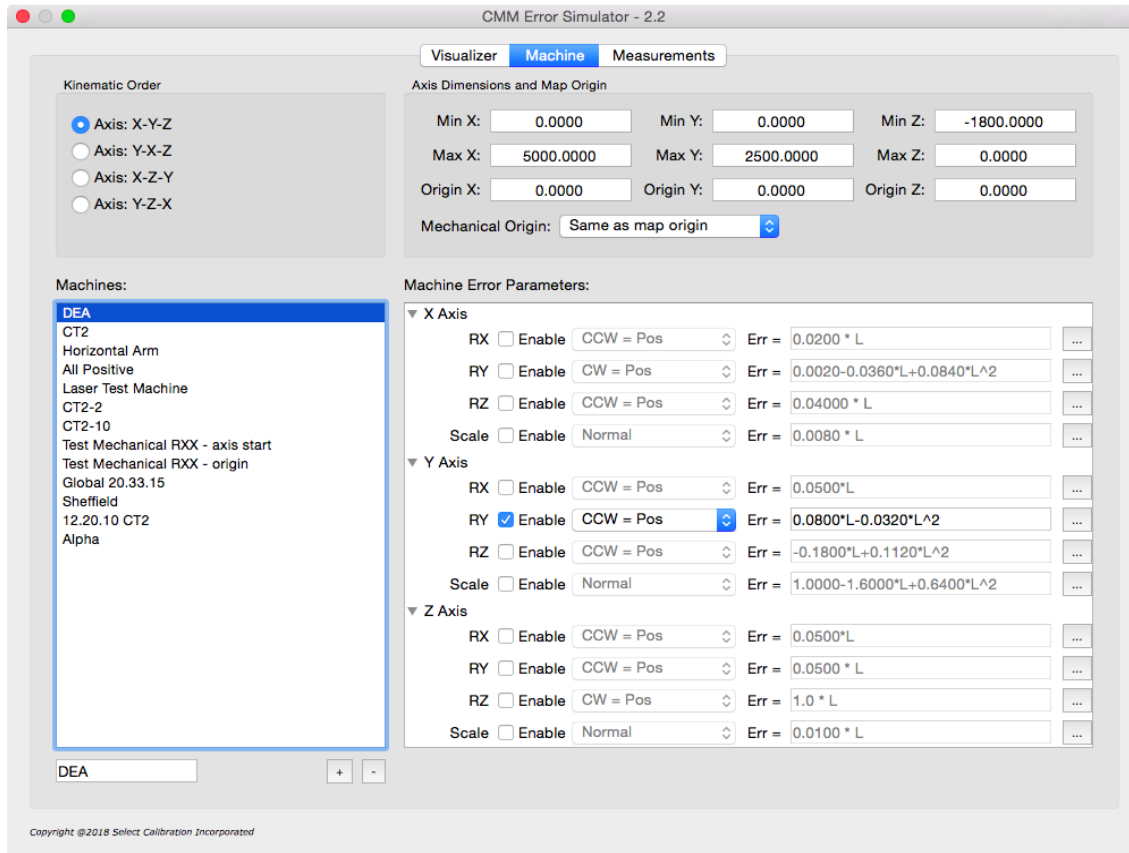 CMM Error Simulator - 2.2
Visualizer Machine Measurements
Kinematic Order
Axis: X-Y-Z
Axis: Y-X-Z
Axis: X-Z-Y
Axis: Y-Z-X
Axis Dimensions and Map Origin
Min X: 0.0000 Min Y: 0.0000 Min Z: -1800.0000
Max X: 5000.0000 Max Y: 2500.0000 Max Z: 0.0000
Origin X: 0.0000 Origin Y: 0.0000 Origin Z: 0.0000
Mechanical Origin: Same as map origin
Machines:
DEA
CT2
Horizontal Arm
All Positive
Laser Test Machine
CT2-2
CT2-10
Test Mechanical RXX - axis start
Test Mechanical RXX - origin
Global 20.33.15
Sheffield
12.20.10 CT2
Alpha
DEA + -
Machine Error Parameters:
X Axis
RX Enable CCW = Pos Err = 0.0200 * L ...
RY Enable CW = Pos Err = 0.0020-0.0360*L+0.0840*L^2 ...
RZ Enable CCW = Pos Err = 0.04000 * L ...
Scale Enable Normal Err = 0.0080 * L ...
Y Axis
RX Enable CCW = Pos Err = 0.0500*L ...
RY Enable CCW = Pos Err = 0.0800*L-0.0320*L^2 ...
RZ Enable CCW = Pos Err = -0.1800*L+0.1120*L^2 ...
Scale Enable Normal Err = 1.0000-1.6000*L+0.6400*L^2 ...
Z Axis
RX Enable CCW = Pos Err = 0.0500*L ...
RY Enable CCW = Pos Err = 0.0500 * L ...
RZ Enable CW = Pos Err = 1.0 * L ...
Scale Enable Normal Err = 0.0100 * L ...
Copyright @2018 Select Calibration Incorporated